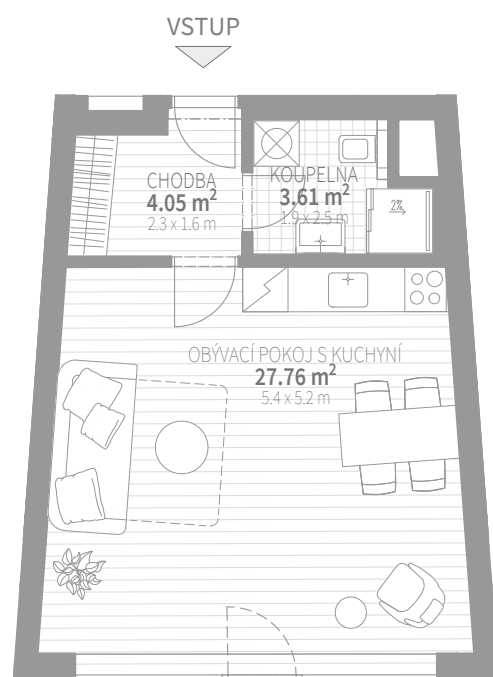 VSTUP
CHODBA
4.05 m²
2.3 x 1.6 m
KOUPELNA
3.61 m²
1.9 x 2.5 m
2%
OBÝVACÍ POKOJ S KUCHYNÍ
27.76 m²
5.4 x 5.2 m